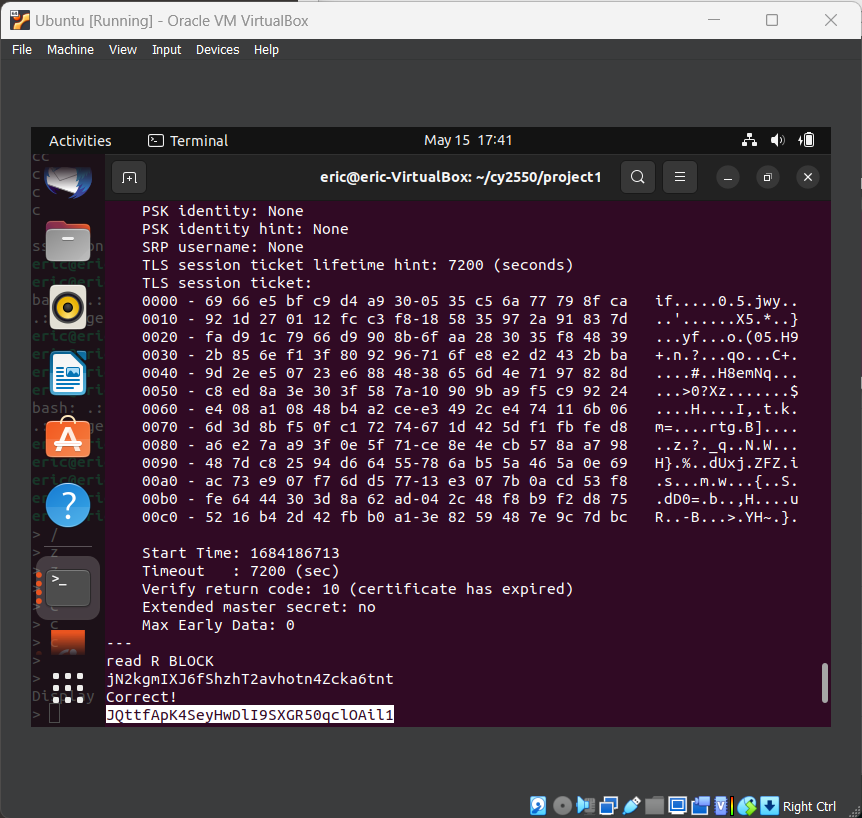 Ubuntu [Running] - Oracle VM VirtualBox
File Machine View Input Devices Help
Activities Terminal May 15 17:41
eric@eric-VirtualBox: ~/cy2550/project1
PSK identity: None
PSK identity hint: None
SRP username: None
TLS session ticket lifetime hint: 7200 (seconds)
TLS session ticket:
0000 - 69 66 e5 bf c9 d4 a9 30-05 35 c5 6a 77 79 8f ca if.....0.5.jwy..
0010 - 92 1d 27 01 12 fc c3 f8-18 58 35 97 2a 91 83 7d ..'......X5.*..}
0020 - fa d9 1c 79 66 d9 90 8b-6f aa 28 30 35 f8 48 39 ...yf...o.(05.H9
0030 - 2b 85 6e f1 3f 80 92 96-71 6f e8 e2 d2 43 2b ba +.n.?...qo...C+.
0040 - 9d 2e e5 07 23 e6 88 48-38 65 6d 4e 71 97 82 8d ....#..H8emNq...
0050 - c8 ed 8a 3e 30 3f 58 7a-10 90 9b a9 f5 c9 92 24 ...>0?Xz.......$
0060 - e4 08 a1 08 48 b4 a2 ce-e3 49 2c e4 74 11 6b 06 ....H....I,.t.k.
0070 - 6d 3d 8b f5 0f c1 72 74-67 1d 42 5d f1 fb fe d8 m=....rtg.B]....
0080 - a6 e2 7a a9 3f 0e 5f 71-ce 8e 4e cb 57 8a a7 98 ..z.?._q..N.W...
0090 - 48 7d c8 25 94 d6 64 55-78 6a b5 5a 46 5a 0e 69 H}.%..dUxj.ZFZ.i
00a0 - ac 73 e9 07 f7 6d d5 77-13 e3 07 7b 0a cd 53 f8 .s...m.w...{..S.
00b0 - fe 64 44 30 3d 8a 62 ad-04 2c 48 f8 b9 f2 d8 75 .dD0=.b..,H....u
00c0 - 52 16 b4 2d 42 fb b0 a1-3e 82 59 48 7e 9c 7d bc R..-B...>.YH~.}.
Start Time: 1684186713
Timeout   : 7200 (sec)
Verify return code: 10 (certificate has expired)
Extended master secret: no
Max Early Data: 0
---
read R BLOCK
jN2kgmIXJ6fShzhT2avhotn4Zcka6tnt
Correct!
JQttfApK4SeyHwDlI9SXGR50qclOAil1
Right Ctrl